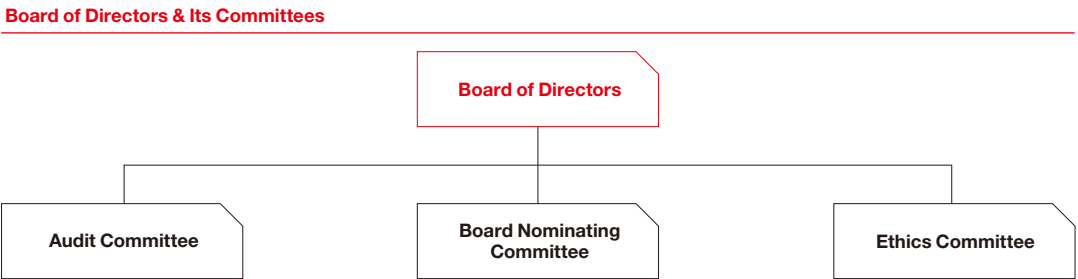 Board of Directors & Its Committees
Board of Directors
Audit Committee
Board Nominating
Committee
Ethics Committee